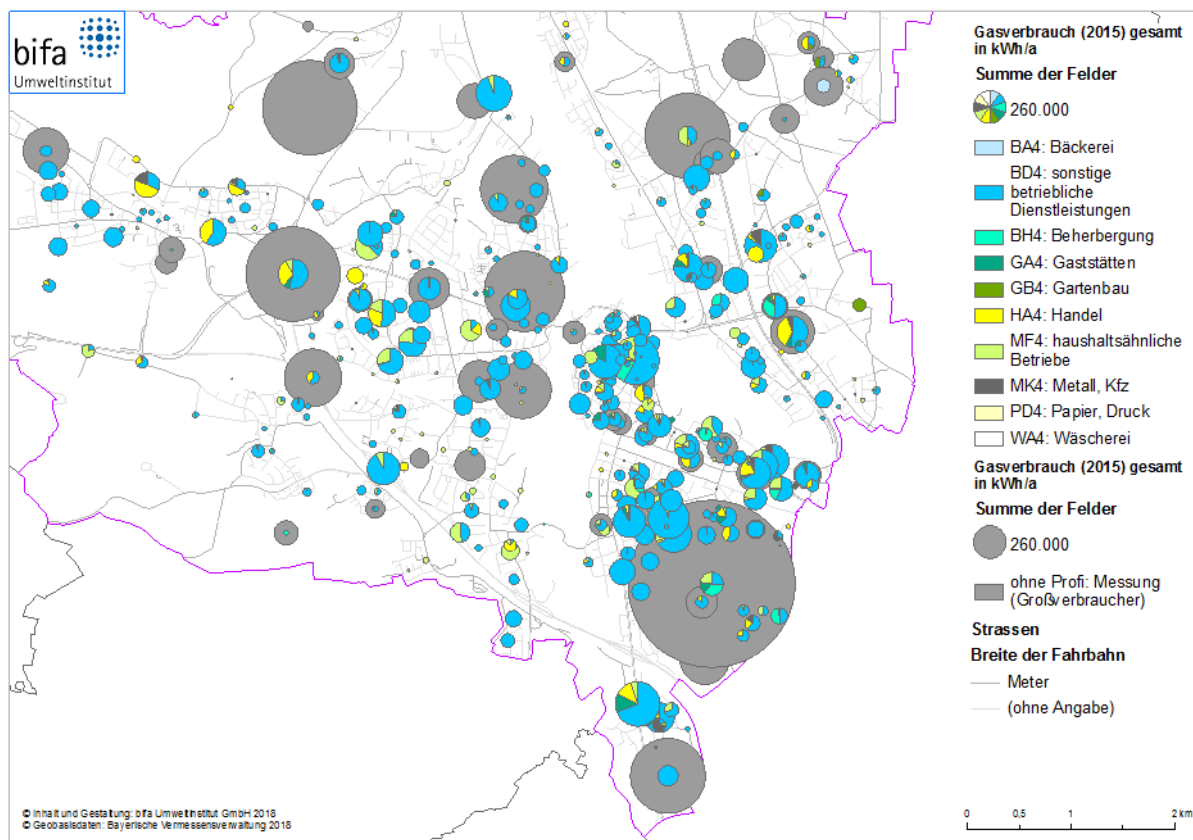 bifa
Umweltinstitut
Gasverbrauch (2015) gesamt
in kWh/a
Summe der Felder
260.000
BA4: Bäckerei
BD4: sonstige
betriebliche
Dienstleistungen
BH4: Beherbergung
GA4: Gaststätten
GB4: Gartenbau
HA4: Handel
MF4: haushaltsähnliche
Betriebe
MK4: Metall, Kfz
PD4: Papier, Druck
WA4: Wäscherei
Gasverbrauch (2015) gesamt
in kWh/a
Summe der Felder
260.000
ohne Profi: Messung
(Großverbraucher)
Strassen
Breite der Fahrbahn
Meter
(ohne Angabe)
© Inhalt und Gestaltung: bifa Umweltinstitut GmbH 2018
© Geobasisdaten: Bayerische Vermessensverwaltung 2018
0 0,5 1 2 km